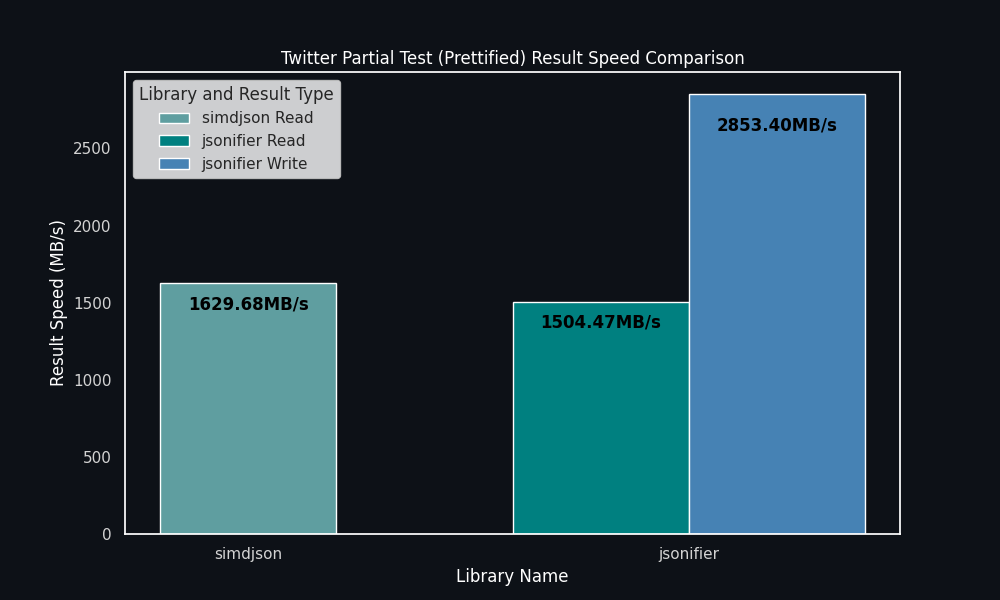 Twitter Partial Test (Prettified) Result Speed Comparison
Library and Result Type
simdjson Read
jsonifier Read
jsonifier Write
2853.40MB/s
1629.68MB/s
1504.47MB/s
Result Speed (MB/s)
2500
2000
1500
1000
500
0
simdjson
jsonifier
Library Name